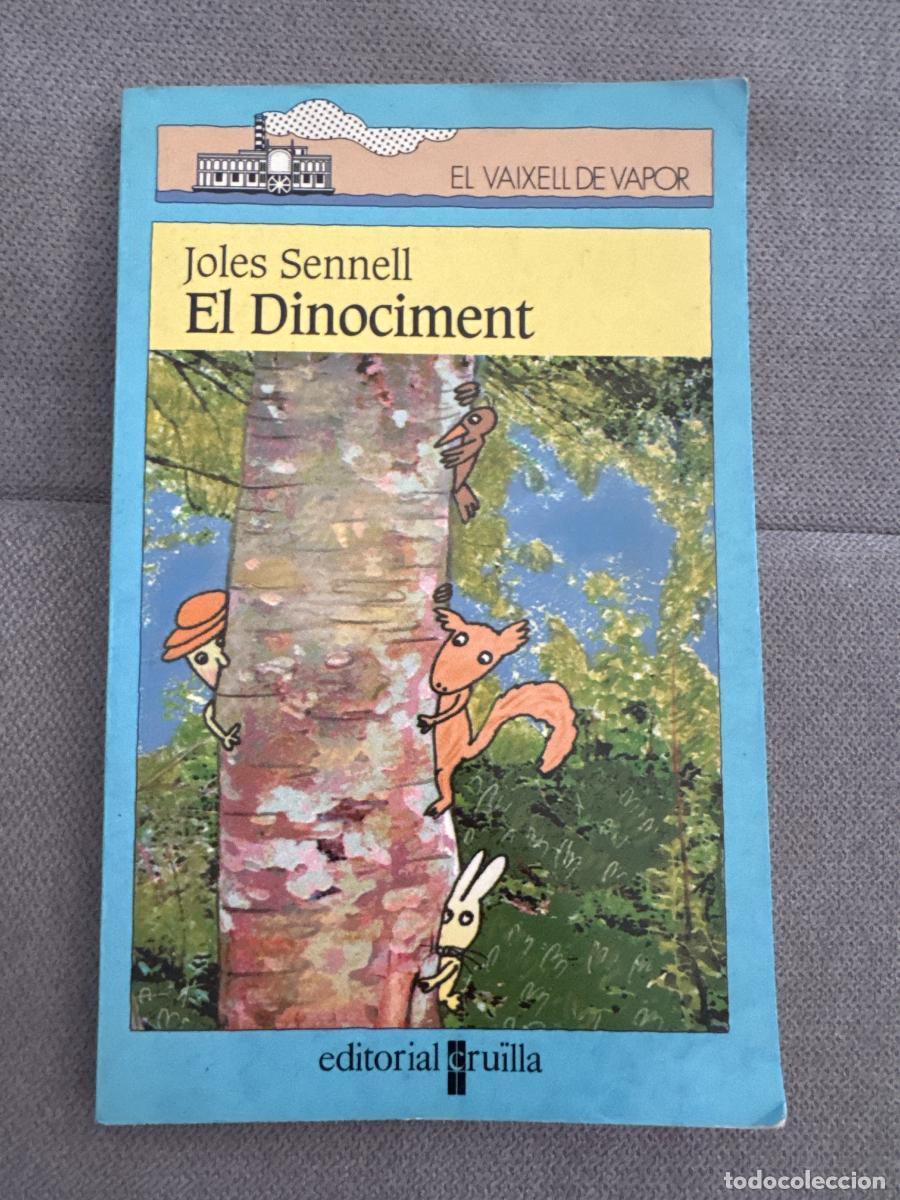 EL VAIXELL DE VAPOR
Joles Sennell
El Dinociment
editorial cruïlla
todocoleccion